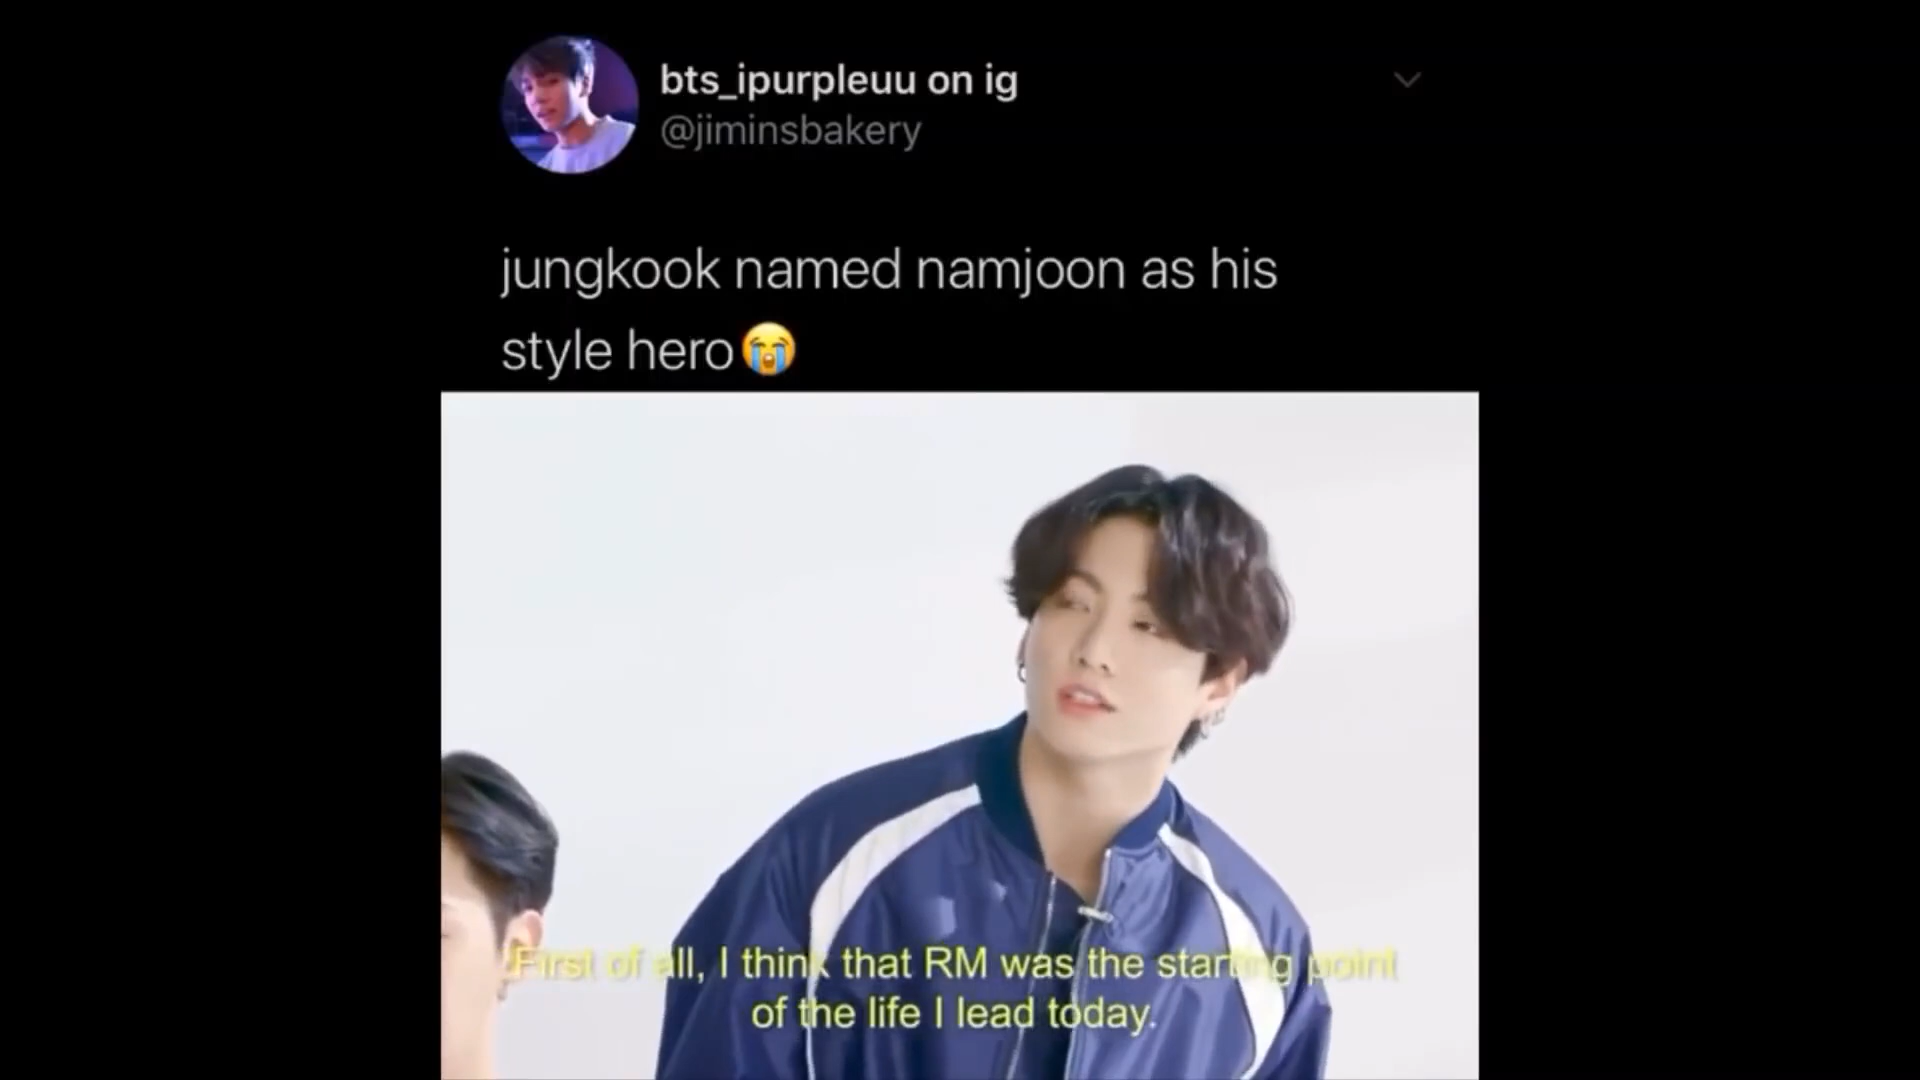 bts_ipurpleuu on ig
@jiminsbakery
jungkook named namjoon as his
style hero😭
First of all, I think that RM was the starting point
of the life I lead today.